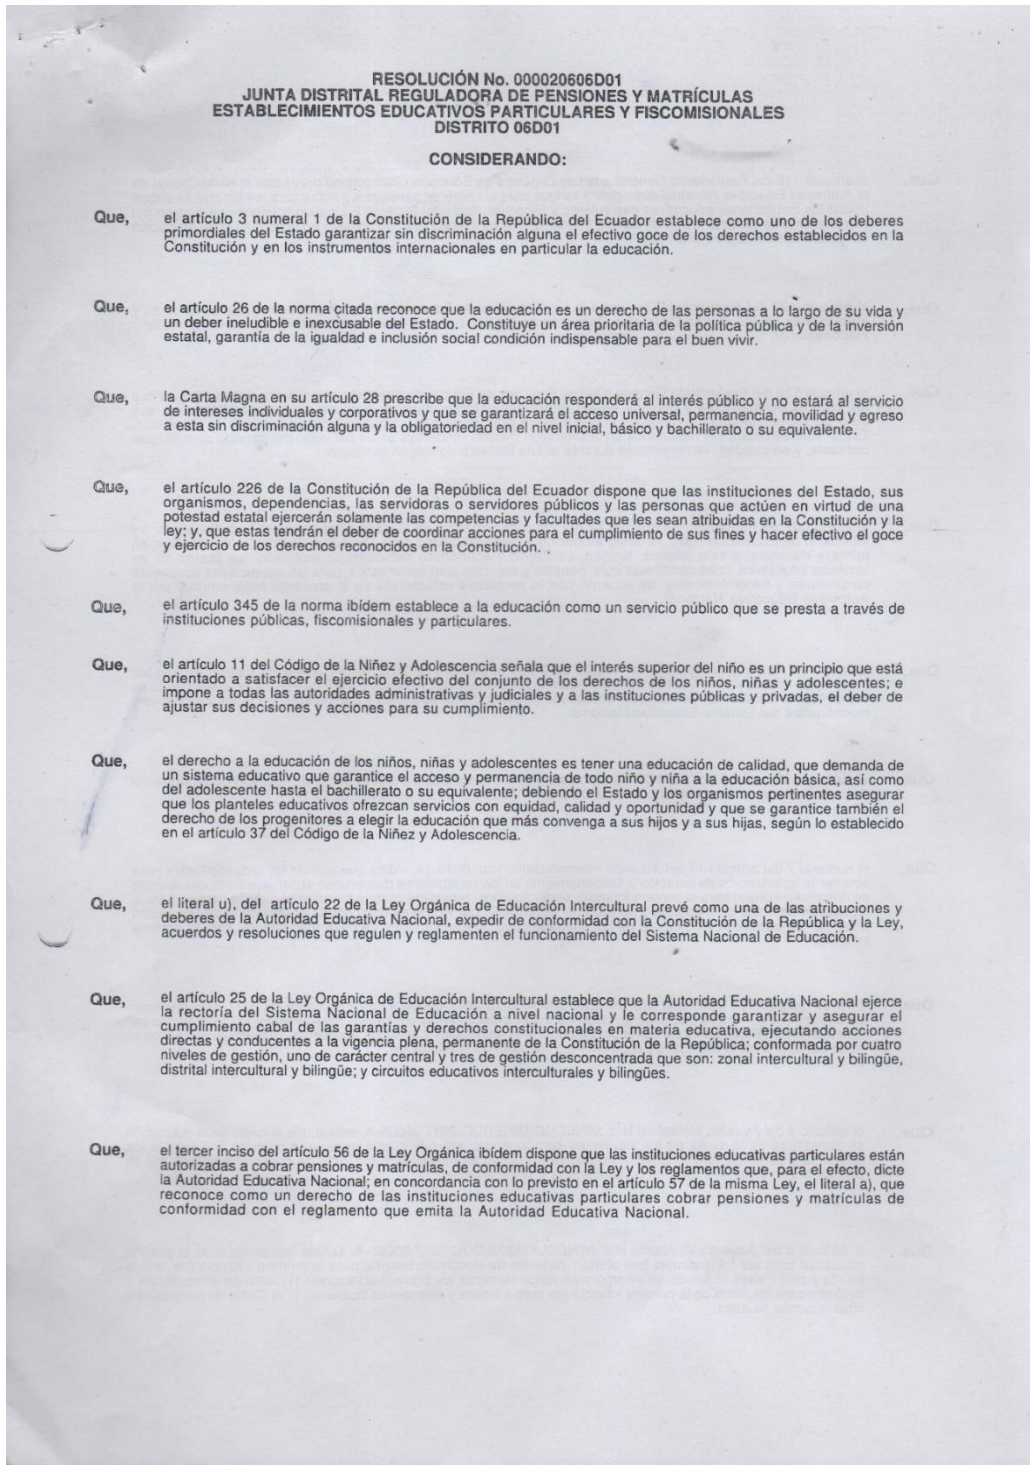 RESOLUCIÓN No. 000020606D01
JUNTA DISTRITAL REGULADORA DE PENSIONES Y MATRÍCULAS
ESTABLECIMIENTOS EDUCATIVOS PARTICULARES Y FISCOMISIONALES
DISTRITO 06D01
CONSIDERANDO:
Que, el artículo 3 numeral 1 de la Constitución de la República del Ecuador establece como uno de los deberes
primordiales del Estado garantizar sin discriminación alguna el efectivo goce de los derechos establecidos en la
Constitución y en los instrumentos internacionales en particular la educación.
Que, el artículo 26 de la norma citada reconoce que la educación es un derecho de las personas a lo largo de su vida y
un deber ineludible e inexcusable del Estado. Constituye un área prioritaria de la política pública y de la inversión
estatal, garantía de la igualdad e inclusión social condición indispensable para el buen vivir.
Que, la Carta Magna en su artículo 28 prescribe que la educación responderá al interés público y no estará al servicio
de intereses individuales y corporativos y que se garantizará el acceso universal, permanencia, movilidad y egreso
a esta sin discriminación alguna y la obligatoriedad en el nivel inicial, básico y bachillerato o su equivalente.
Que, el artículo 226 de la Constitución de la República del Ecuador dispone que las instituciones del Estado, sus
organismos, dependencias, las servidoras o servidores públicos y las personas que actúen en virtud de una
potestad estatal ejercerán solamente las competencias y facultades que les sean atribuidas en la Constitución y la
ley; y, que estas tendrán el deber de coordinar acciones para el cumplimiento de sus fines y hacer efectivo el goce
y ejercicio de los derechos reconocidos en la Constitución. .
Que, el artículo 345 de la norma ibídem establece a la educación como un servicio público que se presta a través de
instituciones públicas, fiscomisionales y particulares.
Que, el artículo 11 del Código de la Niñez y Adolescencia señala que el interés superior del niño es un principio que está
orientado a satisfacer el ejercicio efectivo del conjunto de los derechos de los niños, niñas y adolescentes; e
impone a todas las autoridades administrativas y judiciales y a las instituciones públicas y privadas, el deber de
ajustar sus decisiones y acciones para su cumplimiento.
Que, el derecho a la educación de los niños, niñas y adolescentes es tener una educación de calidad, que demanda de
un sistema educativo que garantice el acceso y permanencia de todo niño y niña a la educación básica, así como
del adolescente hasta el bachillerato o su equivalente; debiendo el Estado y los organismos pertinentes asegurar
que los planteles educativos ofrezcan servicios con equidad, calidad y oportunidad y que se garantice también el
derecho de los progenitores a elegir la educación que más convenga a sus hijos y a sus hijas, según lo establecido
en el artículo 37 del Código de la Niñez y Adolescencia.
Que, el literal u), del artículo 22 de la Ley Orgánica de Educación Intercultural prevé como una de las atribuciones y
deberes de la Autoridad Educativa Nacional, expedir de conformidad con la Constitución de la República y la Ley,
acuerdos y resoluciones que regulen y reglamenten el funcionamiento del Sistema Nacional de Educación.
Que, el artículo 25 de la Ley Orgánica de Educación Intercultural establece que la Autoridad Educativa Nacional ejerce
la rectoría del Sistema Nacional de Educación a nivel nacional y le corresponde garantizar y asegurar el
cumplimiento cabal de las garantías y derechos constitucionales en materia educativa, ejecutando acciones
directas y conducentes a la vigencia plena, permanente de la Constitución de la República; conformada por cuatro
niveles de gestión, uno de carácter central y tres de gestión desconcentrada que son: zonal intercultural y bilingüe,
distrital intercultural y bilingüe; y circuitos educativos interculturales y bilingües.
Que, el tercer inciso del artículo 56 de la Ley Orgánica ibídem dispone que las instituciones educativas particulares están
autorizadas a cobrar pensiones y matrículas, de conformidad con la Ley y los reglamentos que, para el efecto, dicte
la Autoridad Educativa Nacional; en concordancia con lo previsto en el artículo 57 de la misma Ley, el literal a), que
reconoce como un derecho de las instituciones educativas particulares cobrar pensiones y matrículas de
conformidad con el reglamento que emita la Autoridad Educativa Nacional.